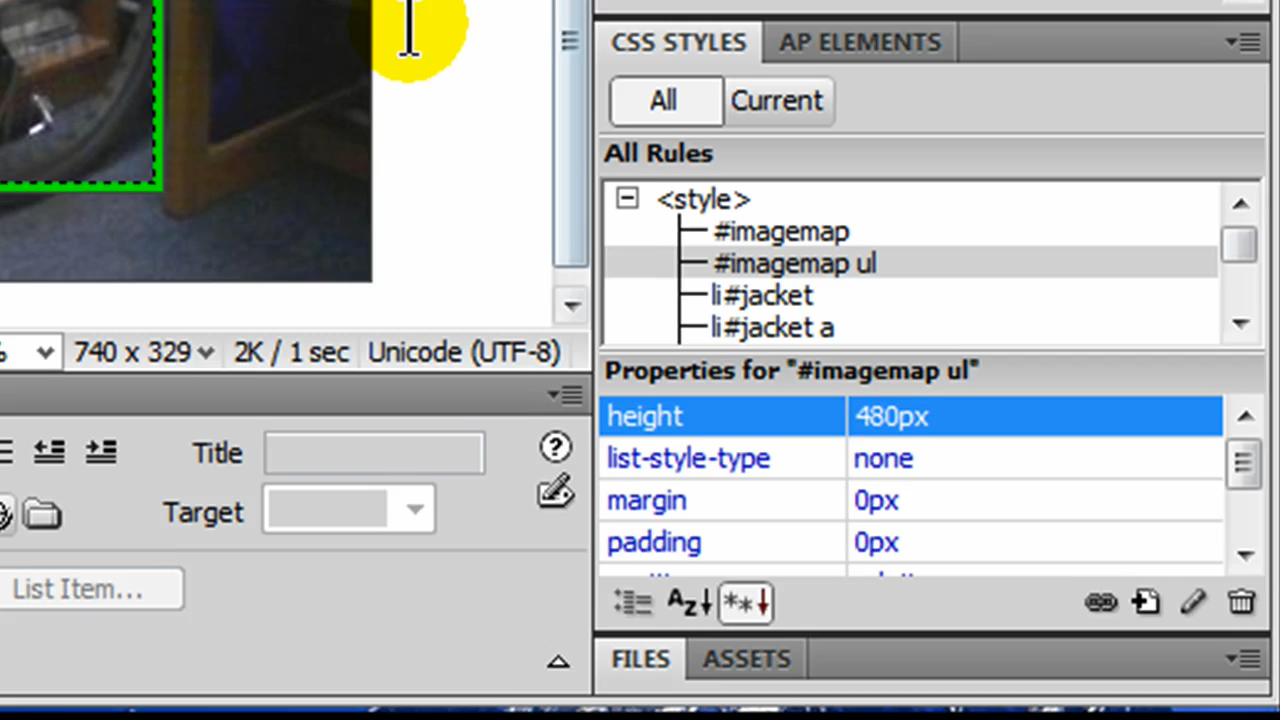 CSS STYLES AP ELEMENTS
All Current
All Rules
<style>
#imagemap
#imagemap ul
li#jacket
li#jacket a
740 x 329 2K / 1 sec Unicode (UTF-8)
Properties for "#imagemap ul"
height 480px
list-style-type none
margin 0px
padding 0px
Title
Target
List Item...
FILES ASSETS